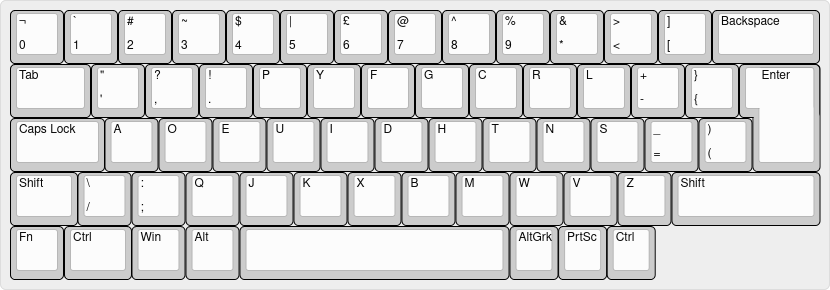 ¬ ` # ~ $ | £ @ ^ % & > ] Backspace
0 1 2 3 4 5 6 7 8 9 * < [
Tab " ? ! P Y F G C R L + } Enter
' , . - {
Caps Lock A O E U I D H T N S _ )
= (
Shift \ : Q J K X B M W V Z Shift
/ ;
Fn Ctrl Win Alt AltGrk PrtSc Ctrl